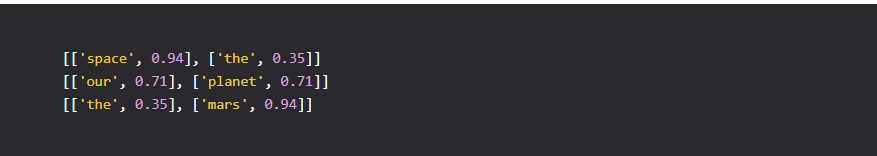 [['space', 0.94], ['the', 0.35]]
[['our', 0.71], ['planet', 0.71]]
[['the', 0.35], ['mars', 0.94]]